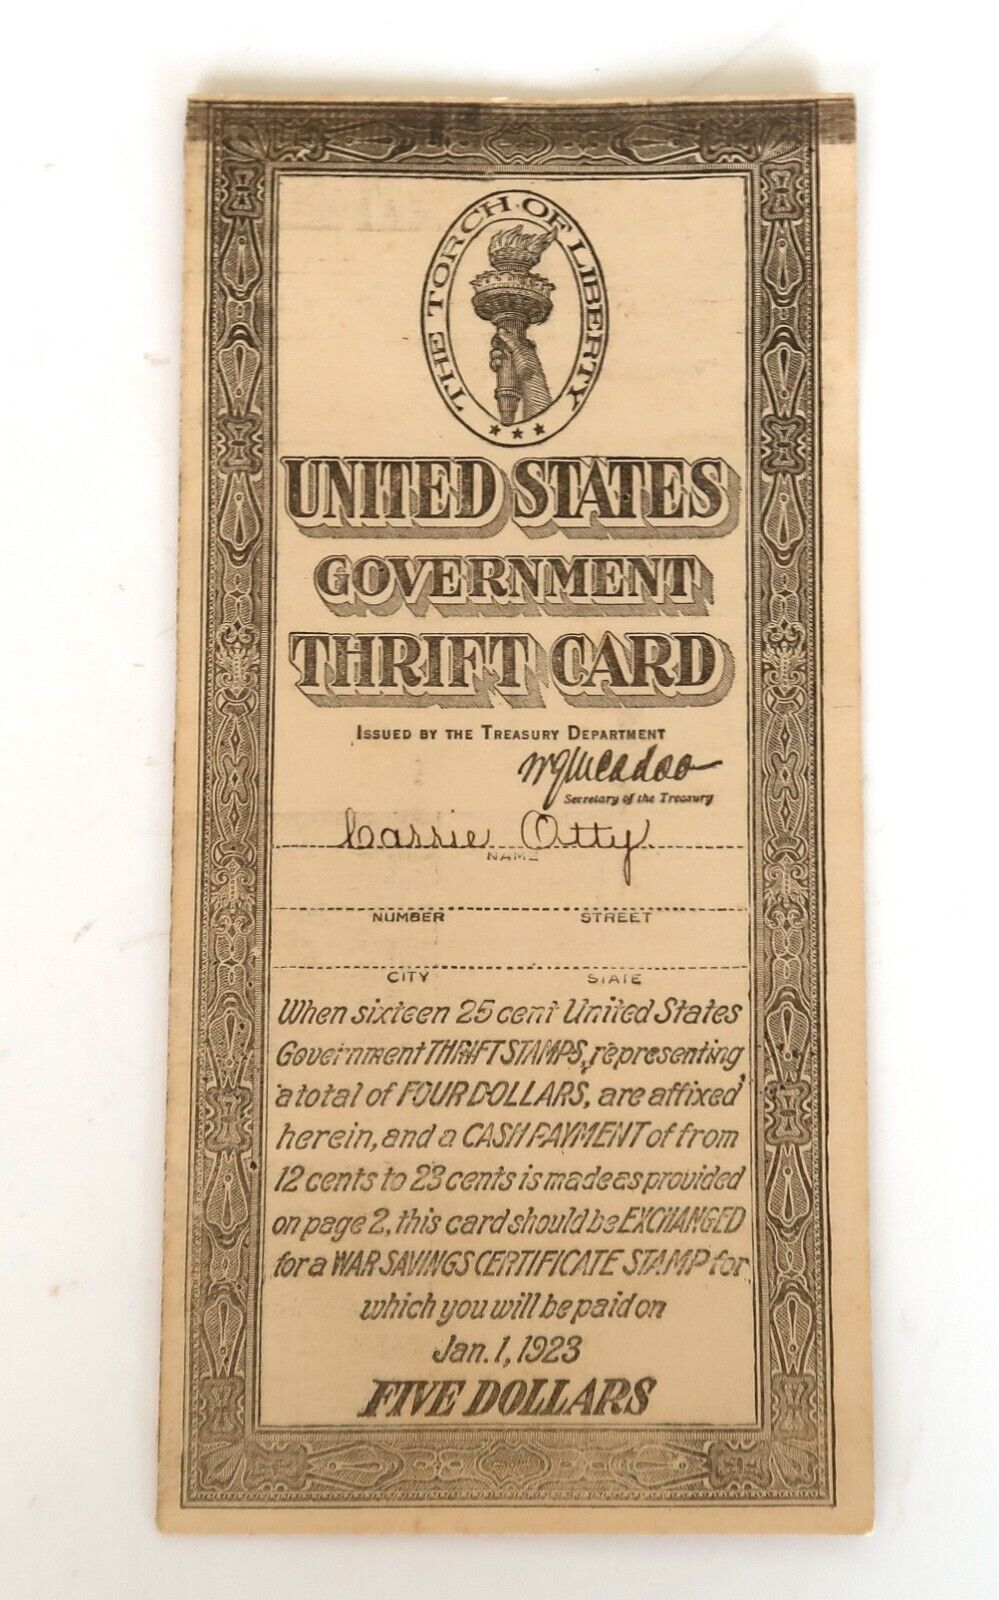 THE TORCH OF LIBERTY
UNITED STATES
GOVERNMENT
THRIFT CARD
ISSUED BY THE TREASURY DEPARTMENT
WGMcAdoo
Secretary of the Treasury
Carrie Otty
NAME
NUMBER STREET
CITY STATE
When sixteen 25 cent United States
Government THRIFT STAMPS, representing
a total of FOUR DOLLARS, are affixed
herein, and a CASH PAYMENT of from
12 cents to 23 cents is made as provided
on page 2, this card should be EXCHANGED
for a WAR SAVINGS CERTIFICATE STAMP for
which you will be paid on
Jan. 1, 1923
FIVE DOLLARS